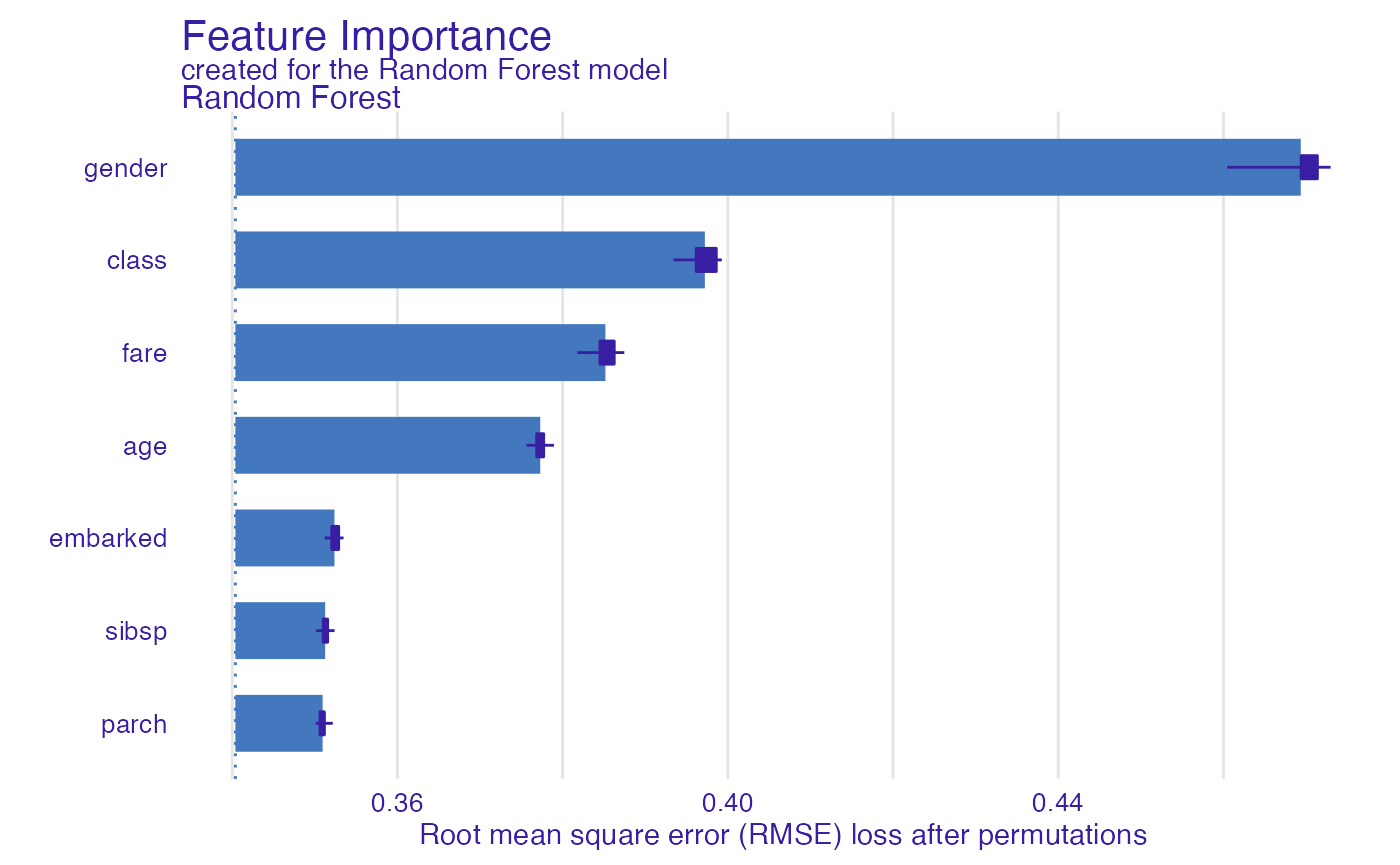 Feature Importance
created for the Random Forest model
Random Forest
gender
class
fare
age
embarked
sibsp
parch
0.36 0.40 0.44
Root mean square error (RMSE) loss after permutations